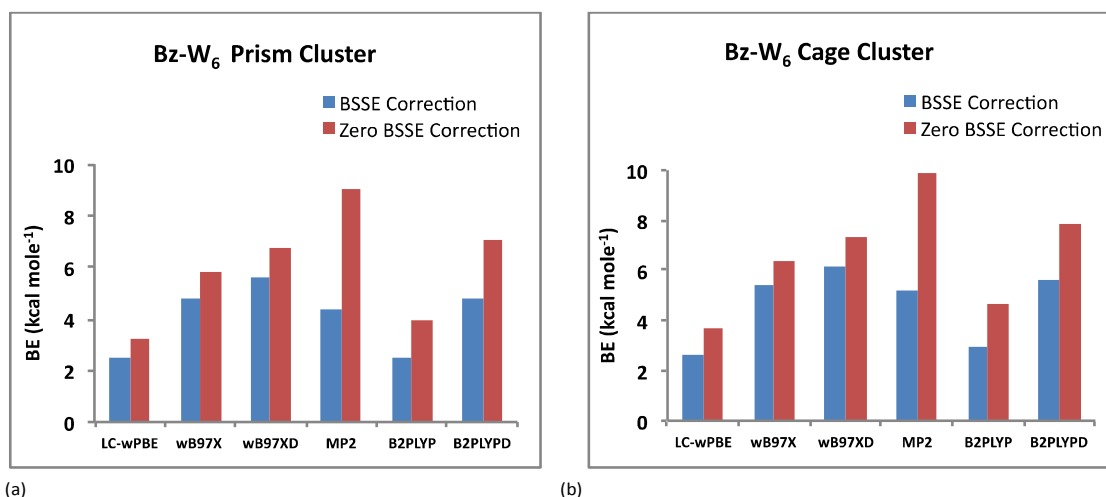 Bz-W6 Prism Cluster
BSSE Correction
Zero BSSE Correction
BE (kcal mole-1)
10
8
6
4
2
0
LC-wPBE wB97X wB97XD MP2 B2PLYP B2PLYPD
(a)
Bz-W6 Cage Cluster
BSSE Correction
Zero BSSE Correction
BE (kcal mole-1)
10
8
6
4
2
0
LC-wPBE wB97X wB97XD MP2 B2PLYP B2PLYPD
(b)